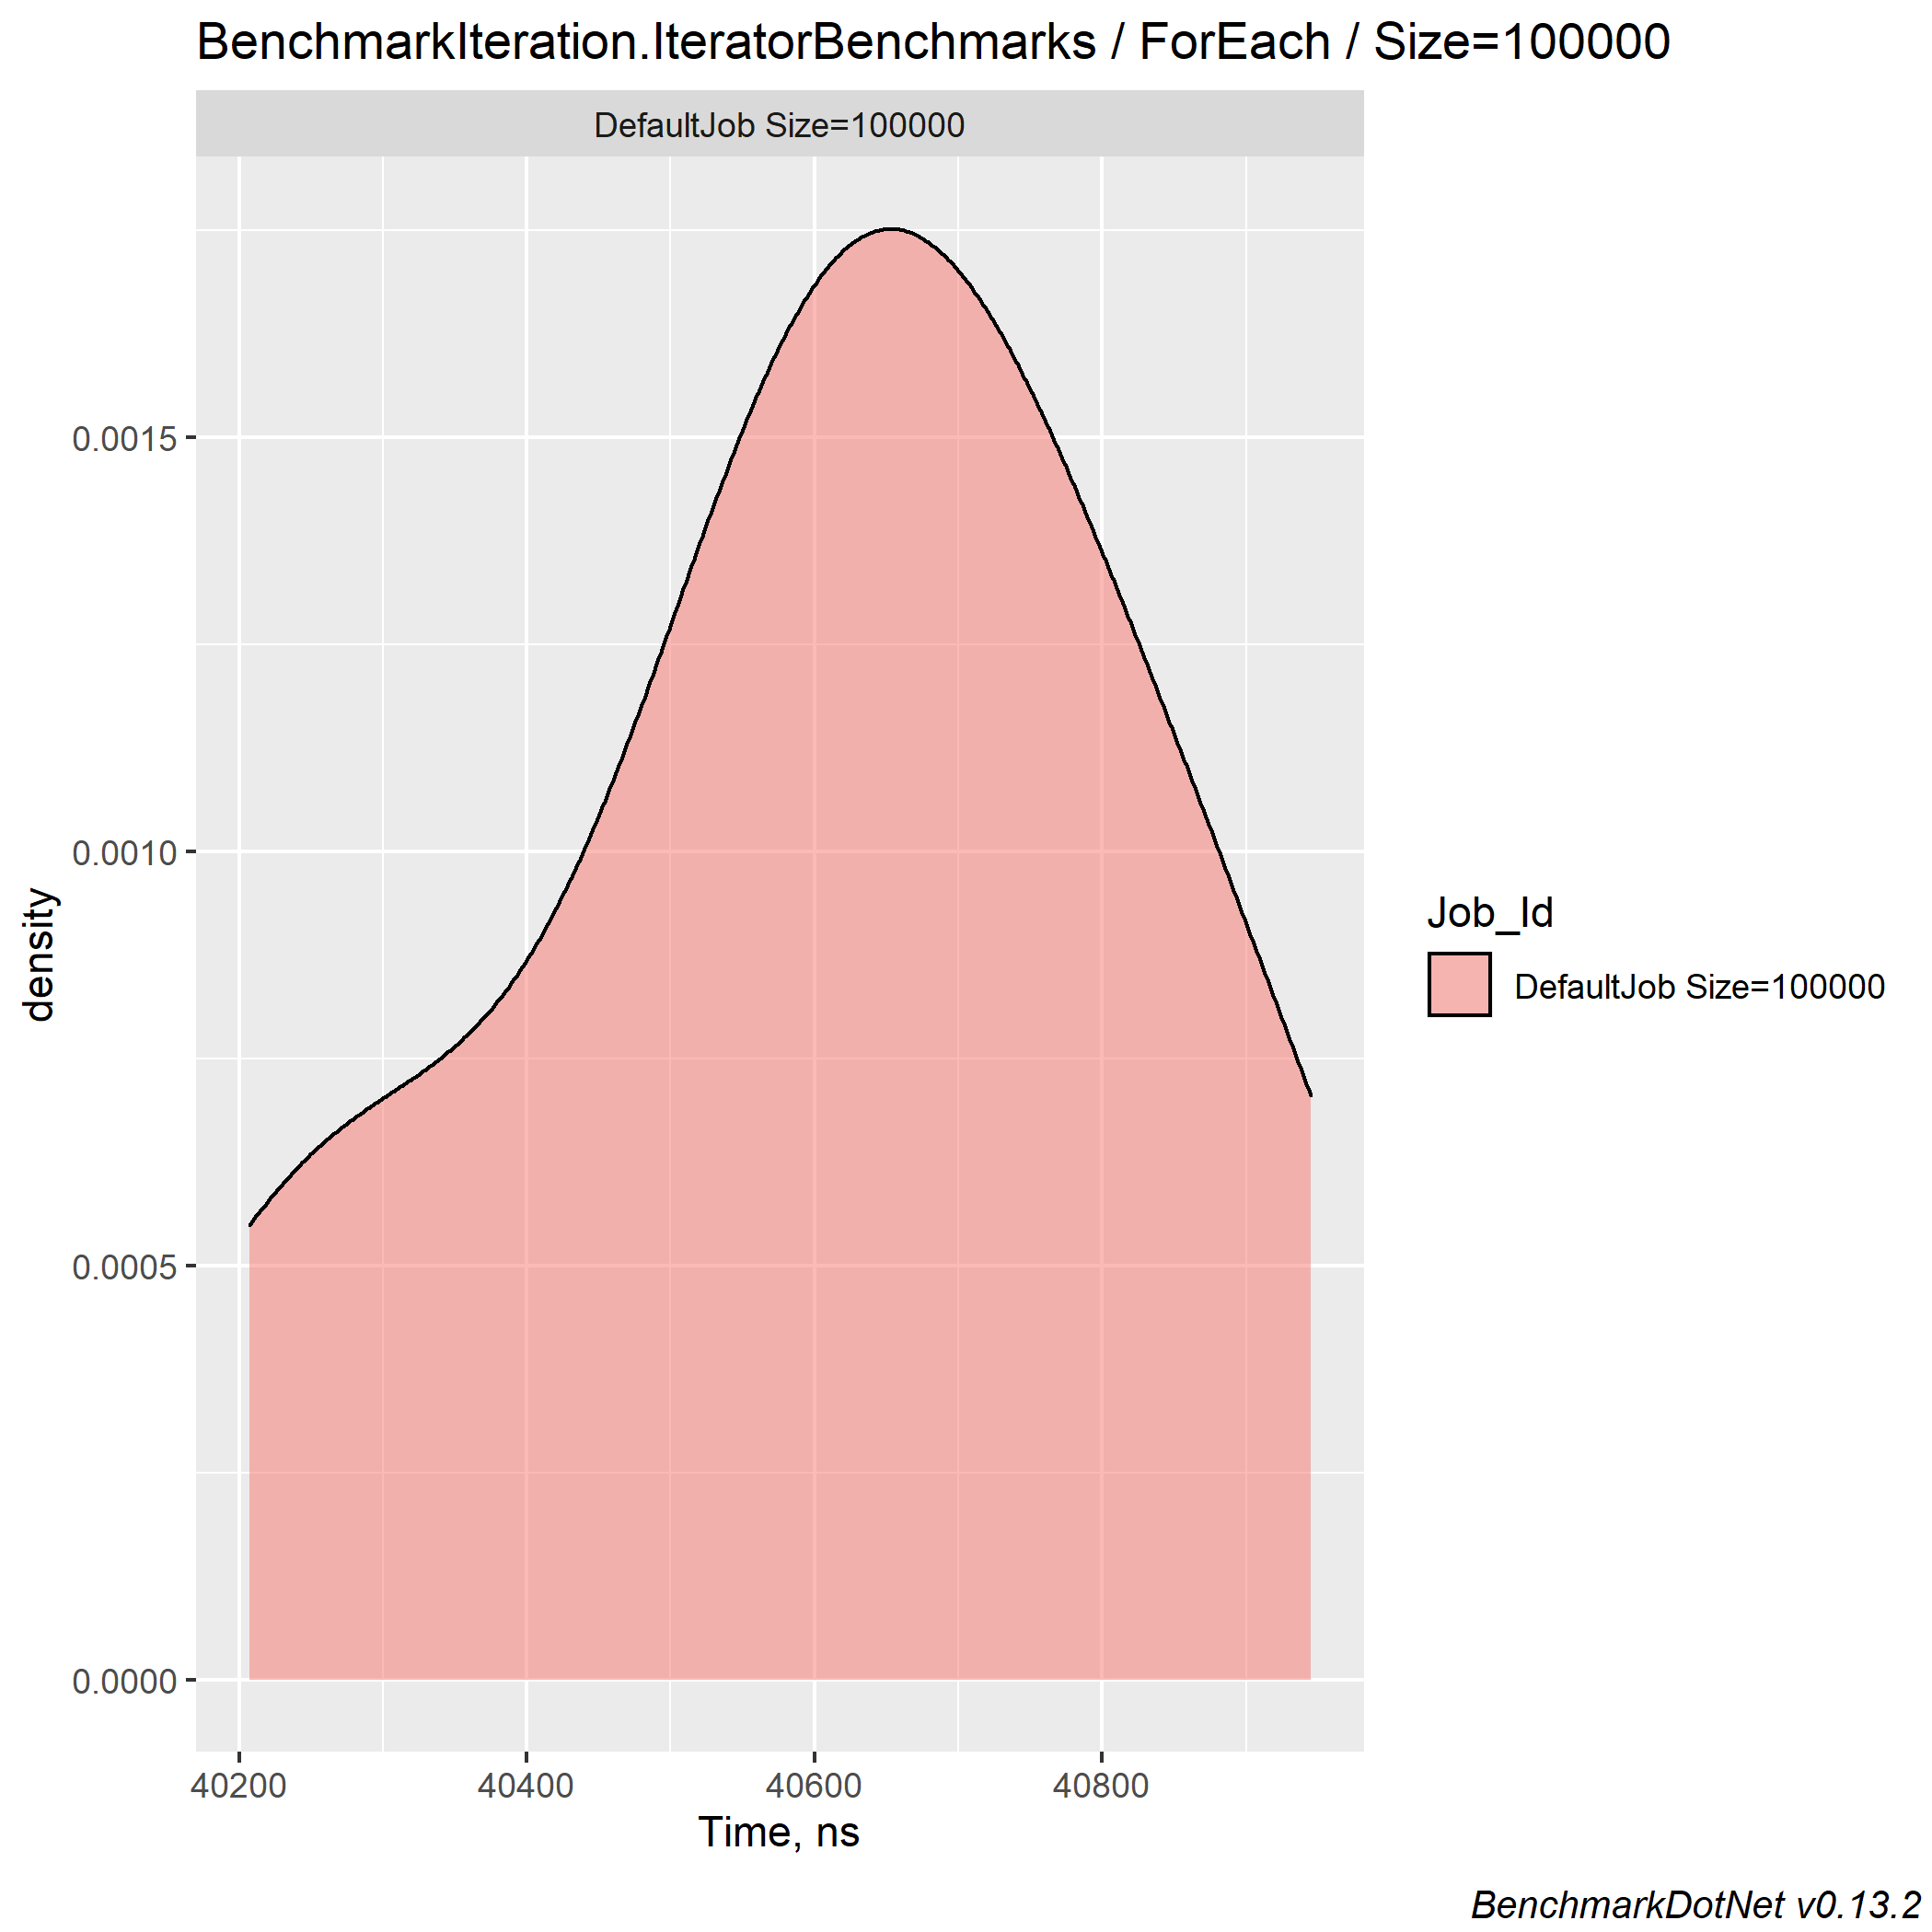 BenchmarkIteration.IteratorBenchmarks / ForEach / Size=100000
DefaultJob Size=100000
0.0015
0.0010
0.0005
0.0000
density
40200 40400 40600 40800
Time, ns
Job_Id
DefaultJob Size=100000
BenchmarkDotNet v0.13.2